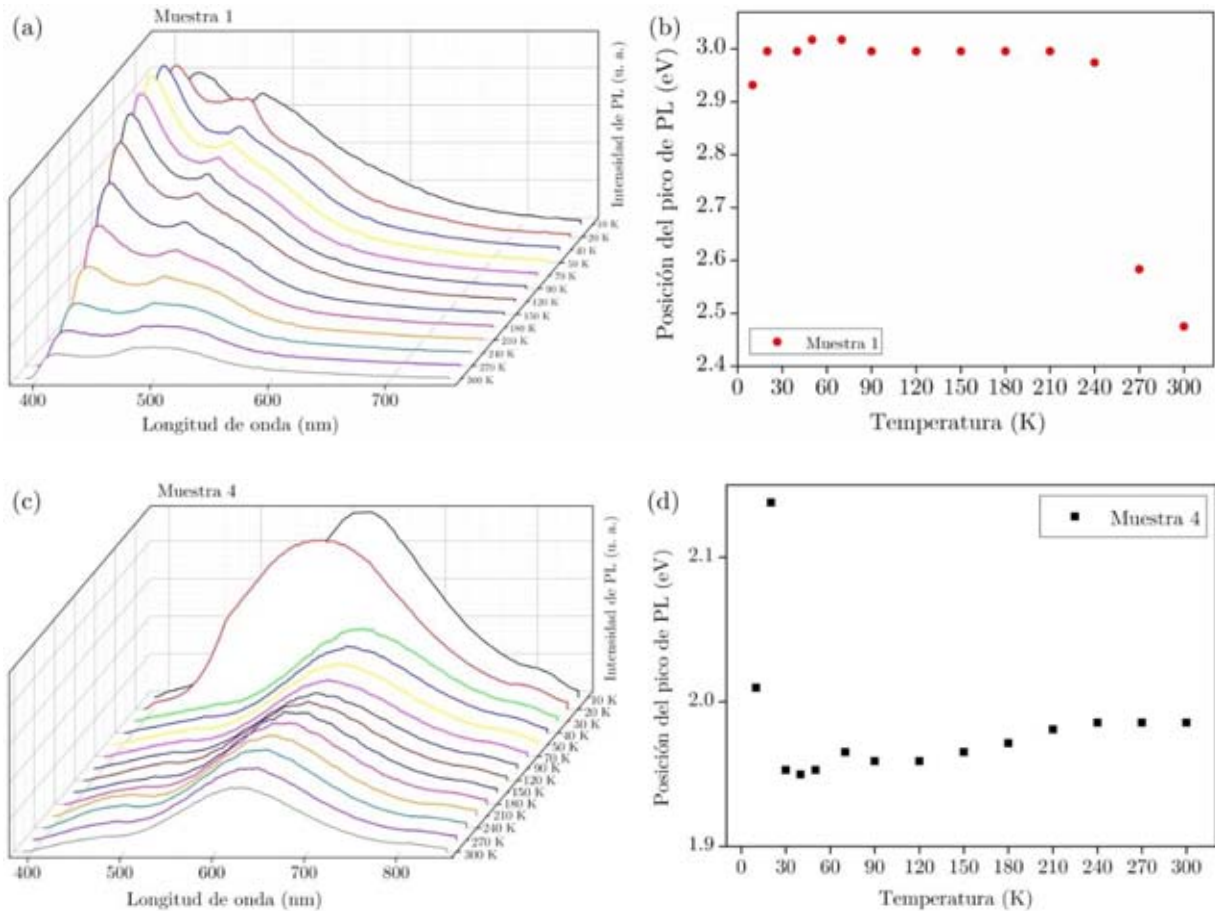 (a)
Muestra 1
Intensidad de PL (u. a.)
10 K
20 K
40 K
50 K
70 K
90 K
120 K
150 K
180 K
210 K
240 K
270 K
300 K
400 500 600 700
Longitud de onda (nm)
(b)
Posición del pico de PL (eV)
3.0
2.9
2.8
2.7
2.6
2.5
2.4
Muestra 1
0 30 60 90 120 150 180 210 240 270 300
Temperatura (K)
(c)
Muestra 4
Intensidad de PL (u. a.)
10 K
20 K
30 K
40 K
50 K
70 K
90 K
120 K
150 K
180 K
210 K
240 K
270 K
300 K
400 500 600 700 800
Longitud de onda (nm)
(d)
Posición del pico de PL (eV)
2.1
2.0
1.9
Muestra 4
0 30 60 90 120 150 180 210 240 270 300
Temperatura (K)